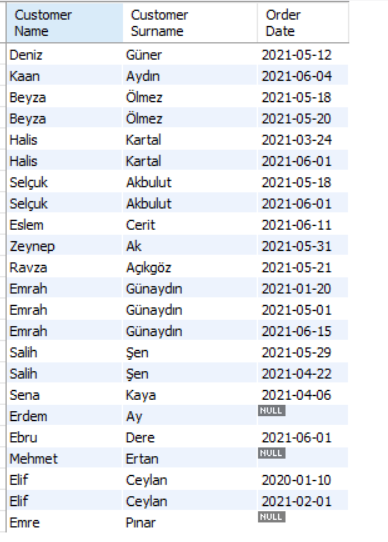 Customer Name Customer Surname Order Date
Deniz Güner 2021-05-12
Kaan Aydın 2021-06-04
Beyza Ölmez 2021-05-18
Beyza Ölmez 2021-05-20
Halis Kartal 2021-03-24
Halis Kartal 2021-06-01
Selçuk Akbulut 2021-05-18
Selçuk Akbulut 2021-06-01
Eslem Cerit 2021-06-11
Zeynep Ak 2021-05-31
Ravza Açıkgöz 2021-05-21
Emrah Günaydın 2021-01-20
Emrah Günaydın 2021-05-01
Emrah Günaydın 2021-06-15
Salih Şen 2021-05-29
Salih Şen 2021-04-22
Sena Kaya 2021-04-06
Erdem Ay NULL
Ebru Dere 2021-06-01
Mehmet Ertan NULL
Elif Ceylan 2020-01-10
Elif Ceylan 2021-02-01
Emre Pınar NULL